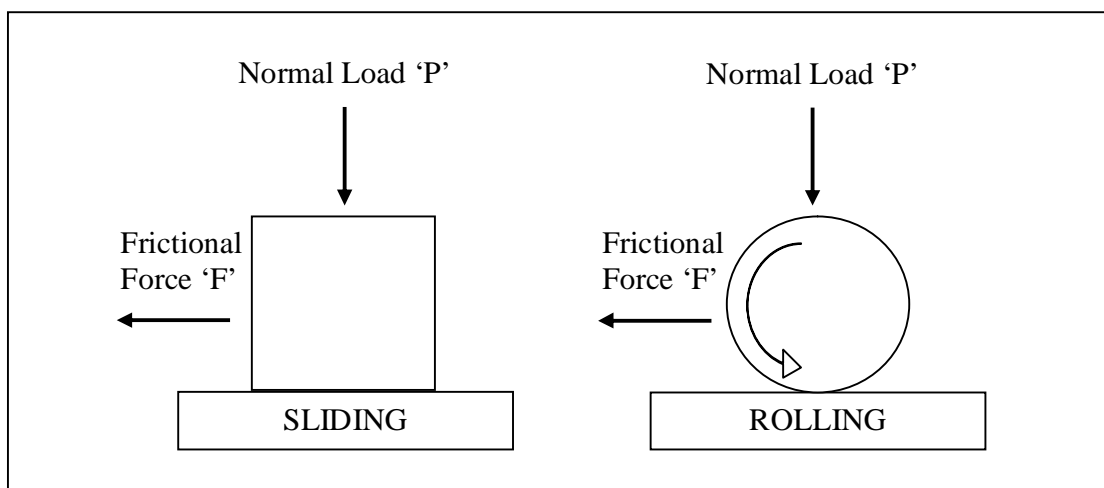 Normal Load ‘P’
Frictional
Force ‘F’
SLIDING
Normal Load ‘P’
Frictional
Force ‘F’
ROLLING